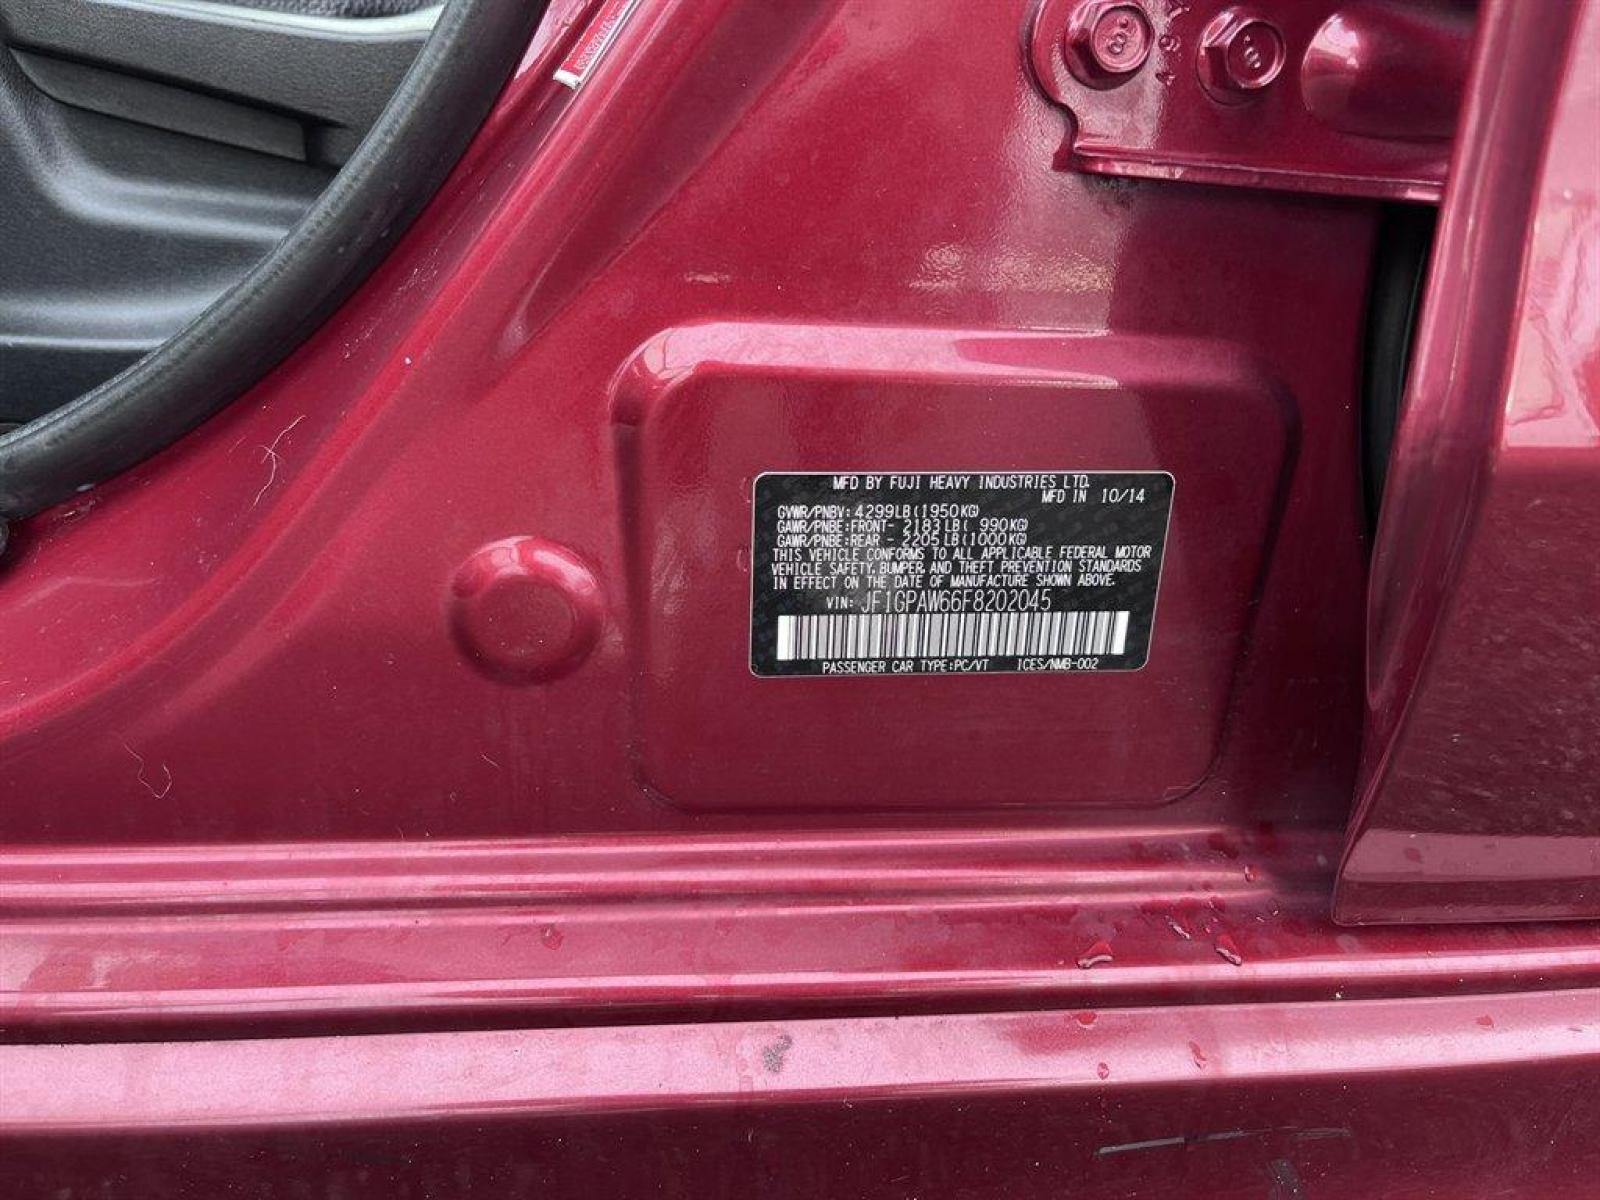 MFD BY FUJI HEAVY INDUSTRIES LTD.
MFD IN 10/14
GVWR/PNBV: 4299LB(1950KG)
GAWR/PNBE:FRONT- 2183LB( 990KG)
GAWR/PNBE:REAR - 2205LB(1000KG)
THIS VEHICLE CONFORMS TO ALL APPLICABLE FEDERAL MOTOR
VEHICLE SAFETY, BUMPER, AND THEFT PREVENTION STANDARDS
IN EFFECT ON THE DATE OF MANUFACTURE SHOWN ABOVE.
VIN: JF1GPAW66F8202045
PASSENGER CAR TYPE:PC/VT ICES/NMB-002